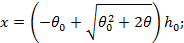 x = (−θ₀ + √(θ₀² + 2θ)) h₀;